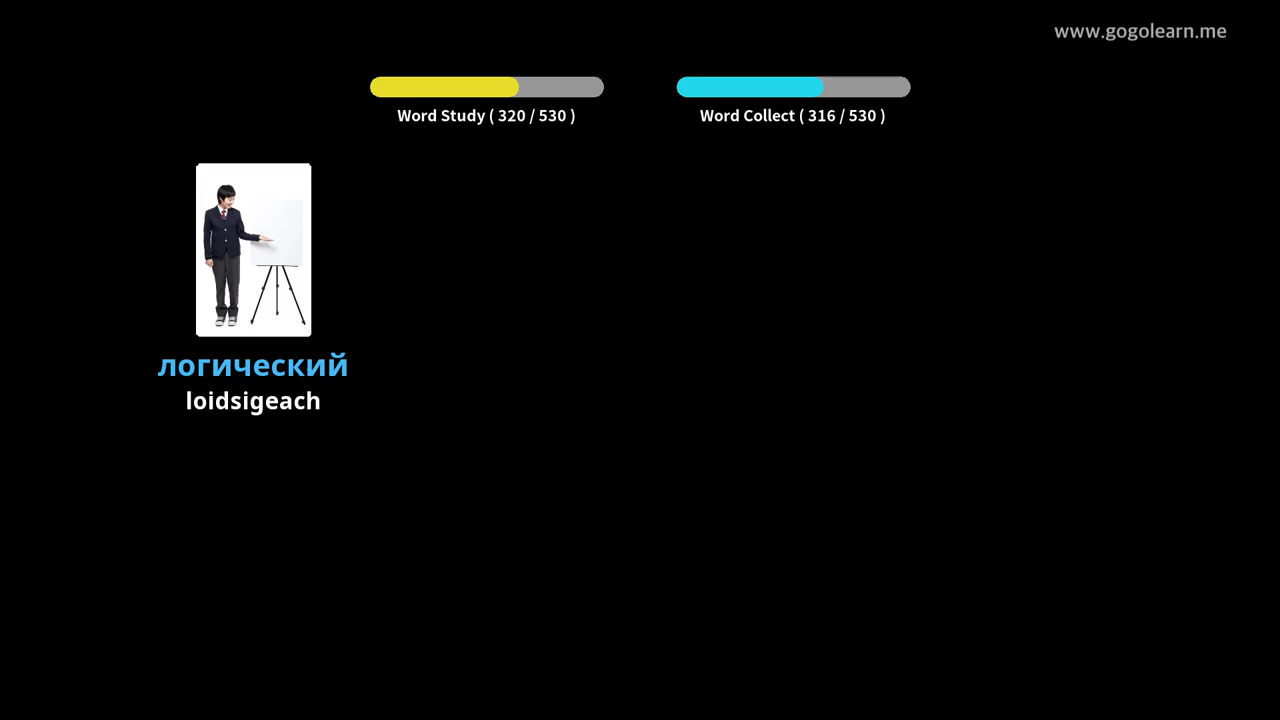 www.gogolearn.me
Word Study ( 320 / 530 )
Word Collect ( 316 / 530 )
логический
loidsigeach